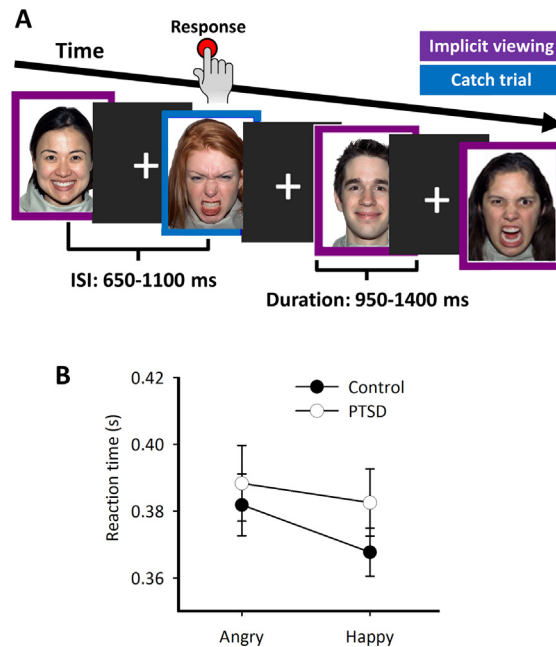 A
Time
Response
Implicit viewing
Catch trial
ISI: 650-1100 ms
Duration: 950-1400 ms
B
Reaction time (s)
0.42
0.40
0.38
0.36
Control
PTSD
Angry
Happy